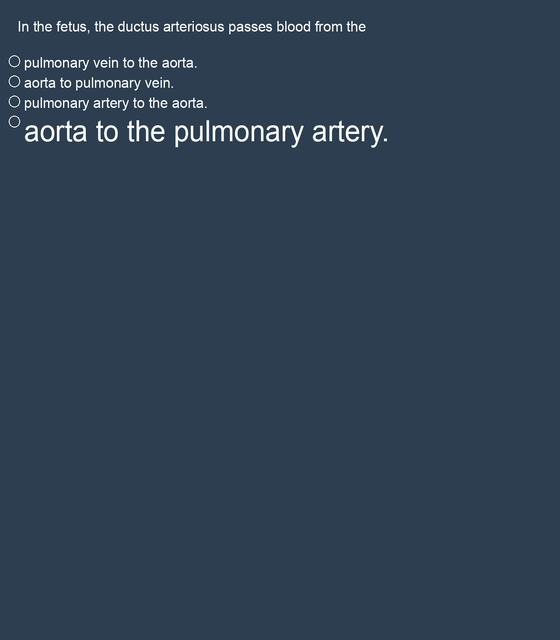 In the fetus, the ductus arteriosus passes blood from the
pulmonary vein to the aorta.
aorta to pulmonary vein.
pulmonary artery to the aorta.
aorta to the pulmonary artery.